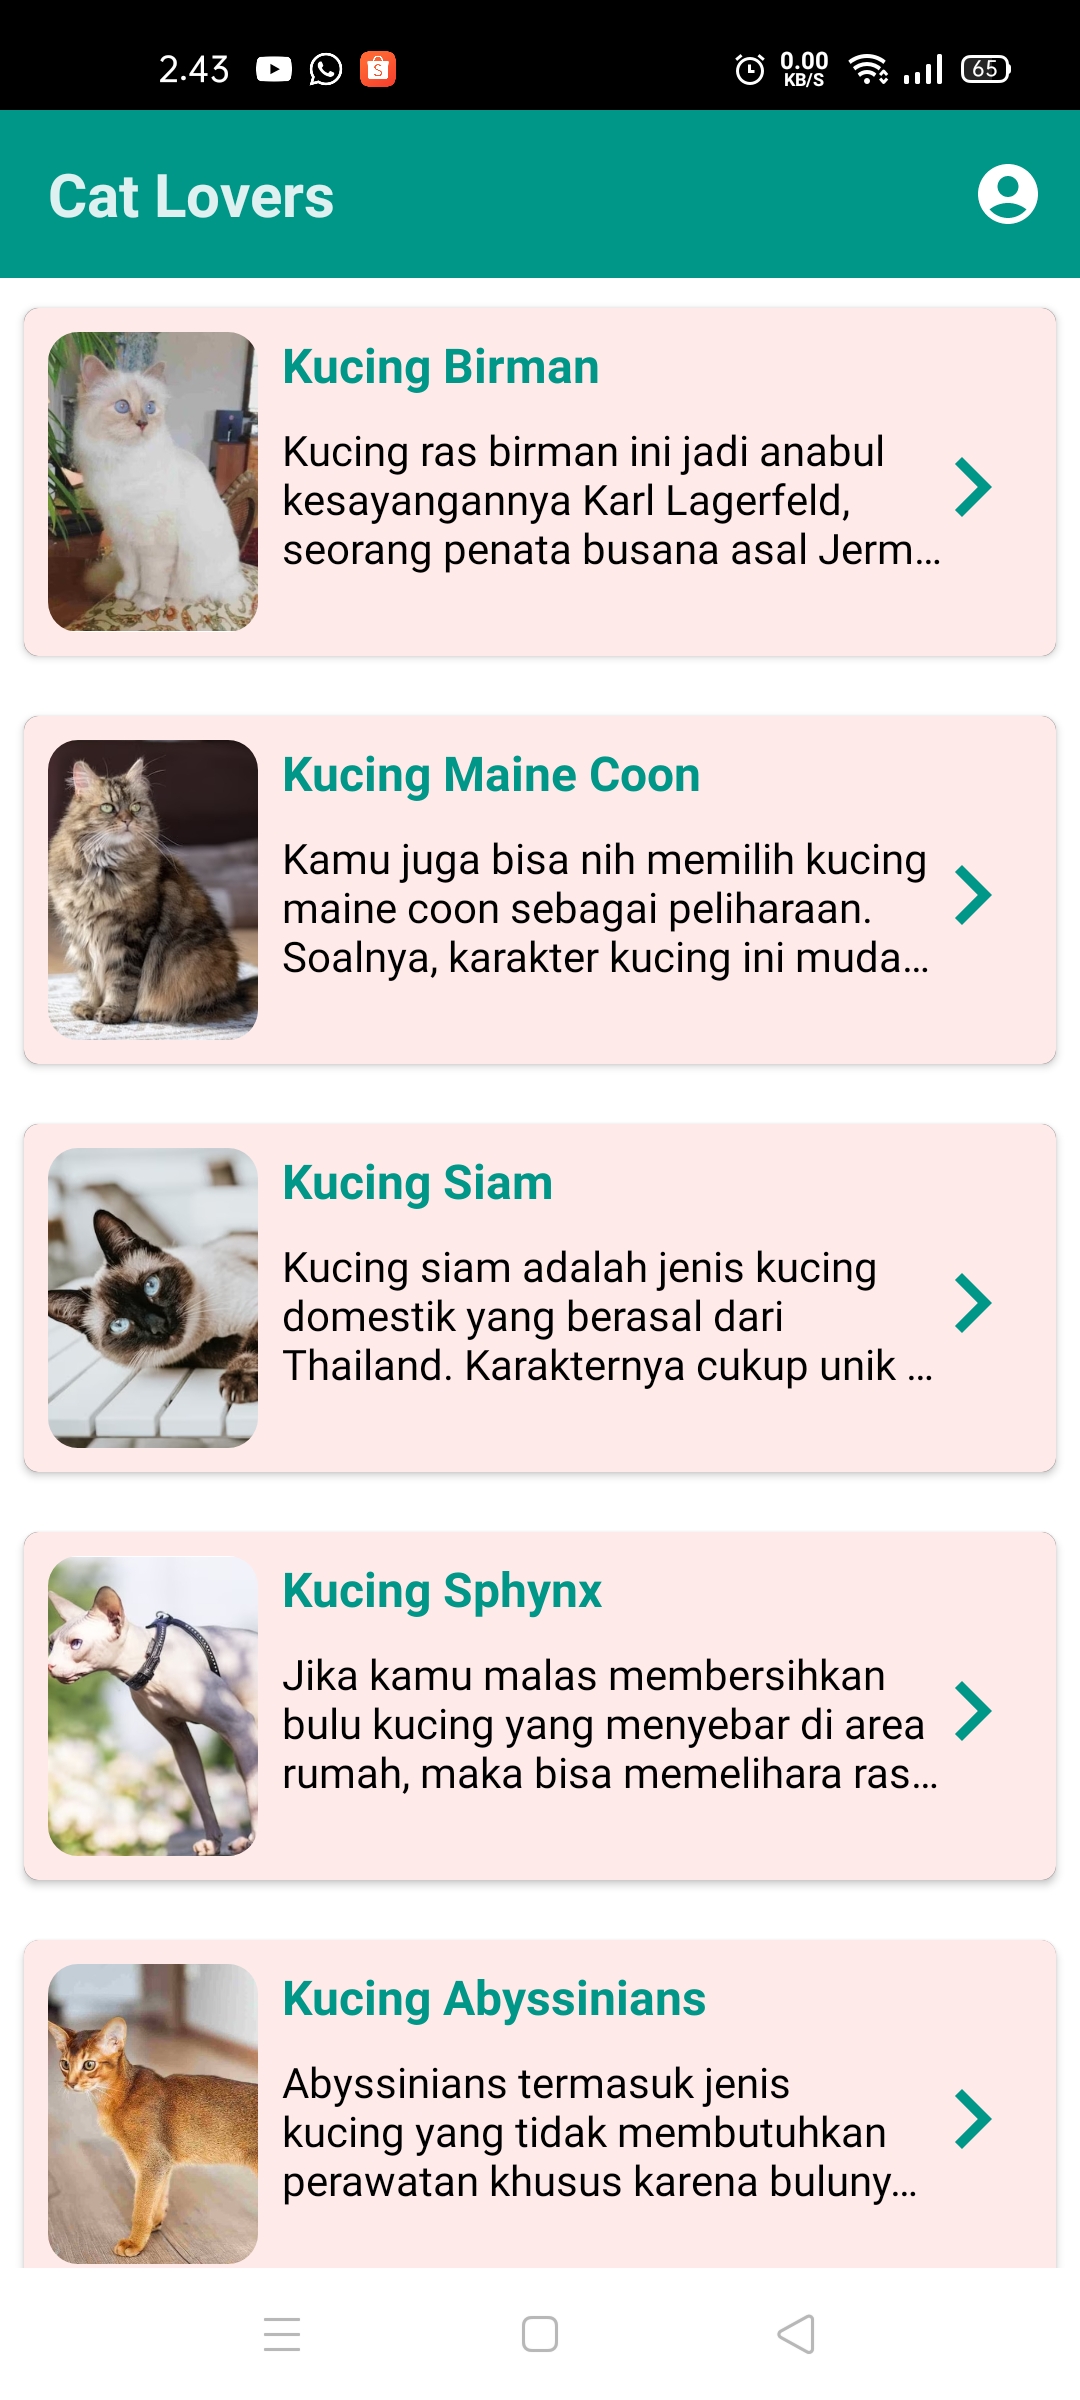 2.43
0.00
KB/S
65
Cat Lovers
Kucing Birman
Kucing ras birman ini jadi anabul
kesayangannya Karl Lagerfeld,
seorang penata busana asal Jerm...
Kucing Maine Coon
Kamu juga bisa nih memilih kucing
maine coon sebagai peliharaan.
Soalnya, karakter kucing ini muda...
Kucing Siam
Kucing siam adalah jenis kucing
domestik yang berasal dari
Thailand. Karakternya cukup unik ...
Kucing Sphynx
Jika kamu malas membersihkan
bulu kucing yang menyebar di area
rumah, maka bisa memelihara ras...
Kucing Abyssinians
Abyssinians termasuk jenis
kucing yang tidak membutuhkan
perawatan khusus karena buluny...